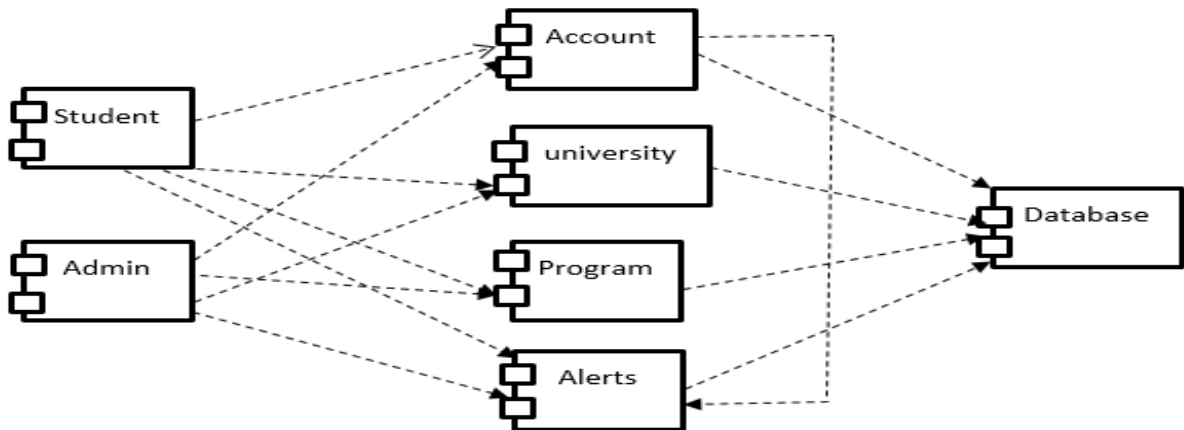 Account
Student
university
Database
Admin
Program
Alerts